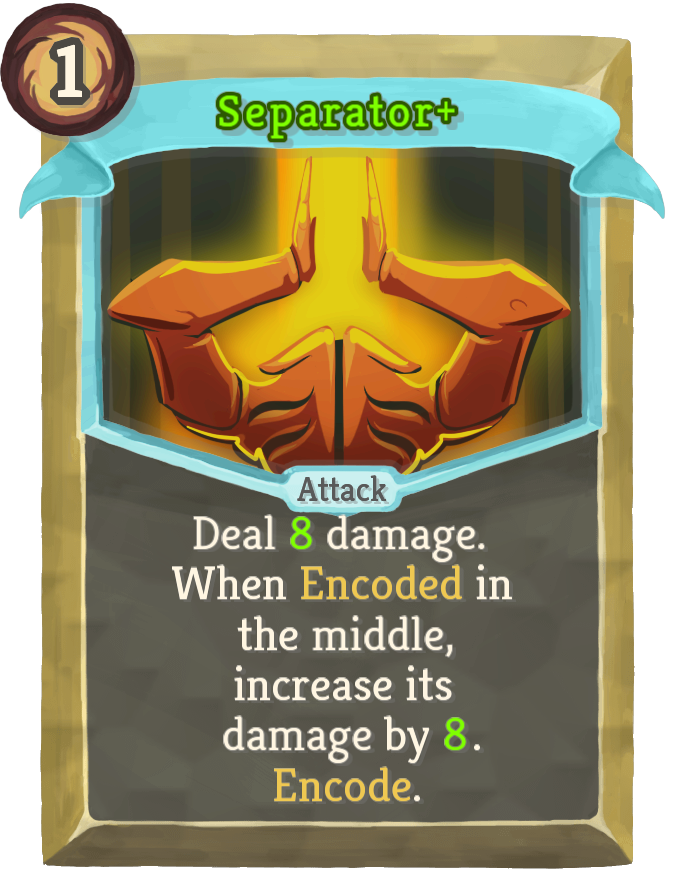 1
Separator+
Attack
Deal 8 damage.
When Encoded in
the middle,
increase its
damage by 8.
Encode.